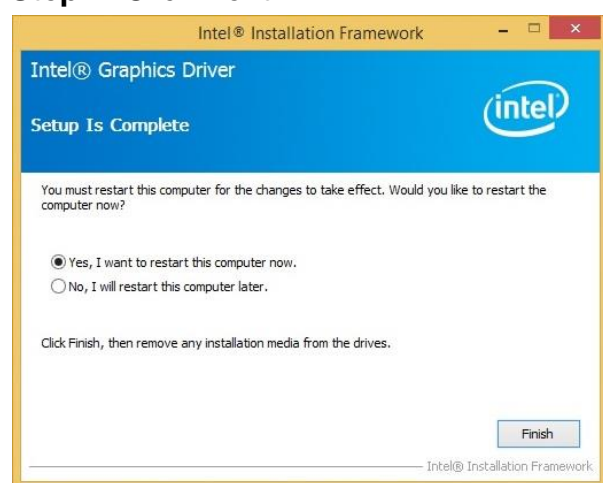 Intel® Installation Framework
Intel® Graphics Driver
intel
Setup Is Complete
You must restart this computer for the changes to take effect. Would you like to restart the
computer now?
Yes, I want to restart this computer now.
No, I will restart this computer later.
Click Finish, then remove any installation media from the drives.
Finish
Intel® Installation Framework